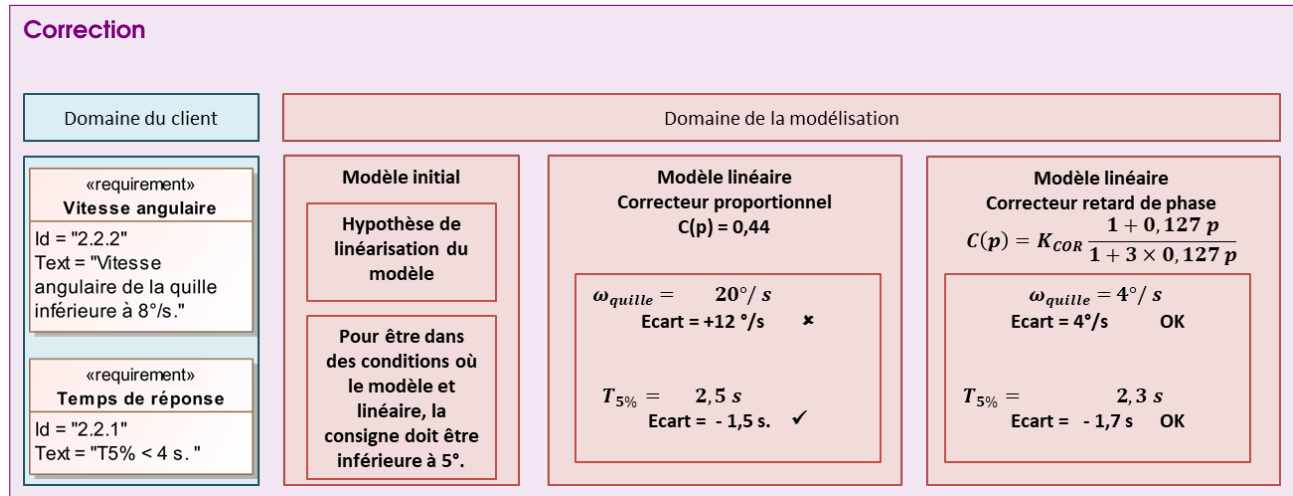 Correction
Domaine du client
Domaine de la modélisation
«requirement»
Vitesse angulaire
Id = "2.2.2"
Text = "Vitesse
angulaire de la quille
inférieure à 8°/s."
«requirement»
Temps de réponse
Id = "2.2.1"
Text = "T5% < 4 s. "
Modèle initial
Hypothèse de
linéarisation du
modèle
Pour être dans
des conditions où
le modèle et
linéaire, la
consigne doit être
inférieure à 5°.
Modèle linéaire
Correcteur proportionnel
C(p) = 0,44
ω_quille = 20°/ s
Ecart = +12 °/s ×
T_5% = 2,5 s
Ecart = - 1,5 s. ✓
Modèle linéaire
Correcteur retard de phase
C(p) = K_COR (1 + 0,127 p) / (1 + 3 × 0,127 p)
ω_quille = 4°/ s
Ecart = 4°/s OK
T_5% = 2,3 s
Ecart = - 1,7 s OK